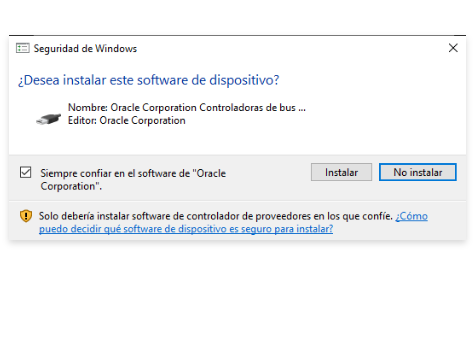 Seguridad de Windows
¿Desea instalar este software de dispositivo?
Nombre: Oracle Corporation Controladoras de bus ...
Editor: Oracle Corporation
Siempre confiar en el software de "Oracle
Corporation".
Instalar
No instalar
Solo debería instalar software de controlador de proveedores en los que confíe. ¿Cómo
puedo decidir qué software de dispositivo es seguro para instalar?